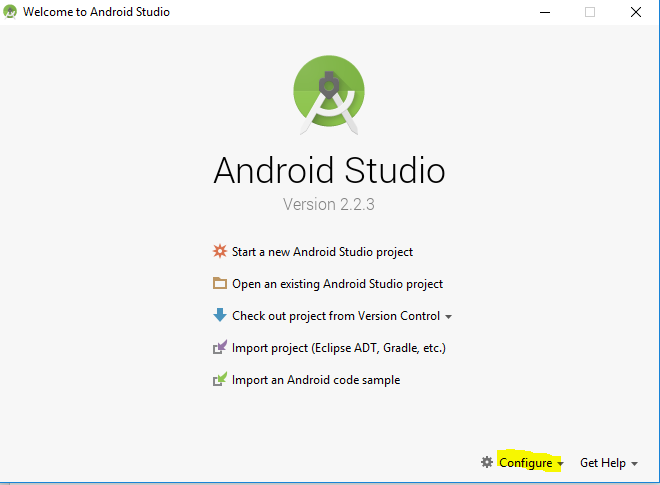 Welcome to Android Studio
Android Studio
Version 2.2.3
Start a new Android Studio project
Open an existing Android Studio project
Check out project from Version Control
Import project (Eclipse ADT, Gradle, etc.)
Import an Android code sample
Configure Get Help